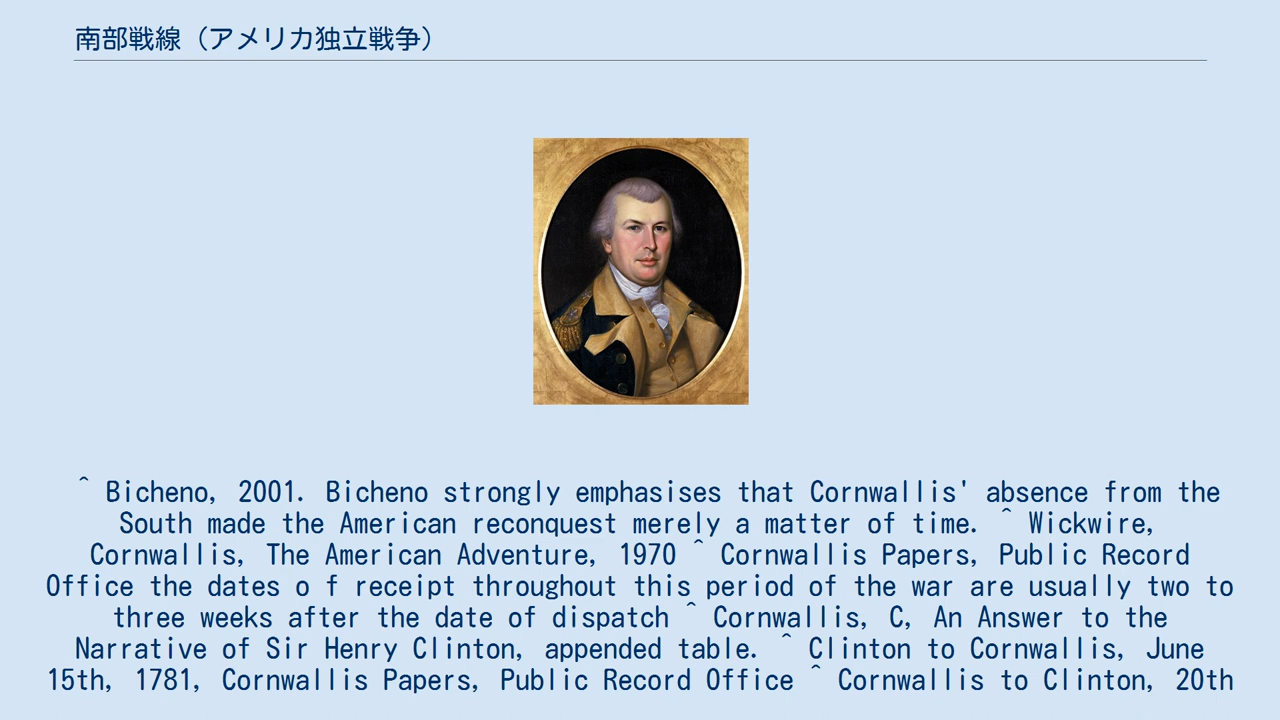 南部戦線（アメリカ独立戦争）
^ Bicheno, 2001. Bicheno strongly emphasises that Cornwallis' absence from the
South made the American reconquest merely a matter of time. ^ Wickwire,
Cornwallis, The American Adventure, 1970 ^ Cornwallis Papers, Public Record
Office the dates o f receipt throughout this period of the war are usually two to
three weeks after the date of dispatch ^ Cornwallis, C, An Answer to the
Narrative of Sir Henry Clinton, appended table. ^ Clinton to Cornwallis, June
15th, 1781, Cornwallis Papers, Public Record Office ^ Cornwallis to Clinton, 20th